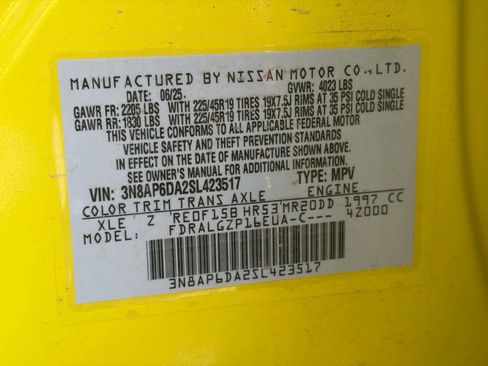 MANUFACTURED BY NISSAN MOTOR CO., LTD.
DATE: 06/25. GVWR: 4023 LBS
GAWR FR: 2205 LBS WITH 225/45R19 TIRES 19X7.5J RIMS AT 35 PSI COLD SINGLE
GAWR RR: 1830 LBS WITH 225/45R19 TIRES 19X7.5J RIMS AT 35 PSI COLD SINGLE
THIS VEHICLE CONFORMS TO ALL APPLICABLE FEDERAL MOTOR
VEHICLE SAFETY AND THEFT PREVENTION STANDARDS
IN EFFECT ON THE DATE OF MANUFACTURE SHOWN ABOVE.
SEE OWNER'S MANUAL FOR ADDITIONAL INFORMATION.
VIN: 3N8AP6DA2SL423517 TYPE: MPV
COLOR TRIM TRANS AXLE ENGINE
XLE Z RE0F15B HR53 MR20DD 1997 CC
MODEL: FDRALGZP16EUA-C--- 4Z000
3N8AP6DA2SL423517